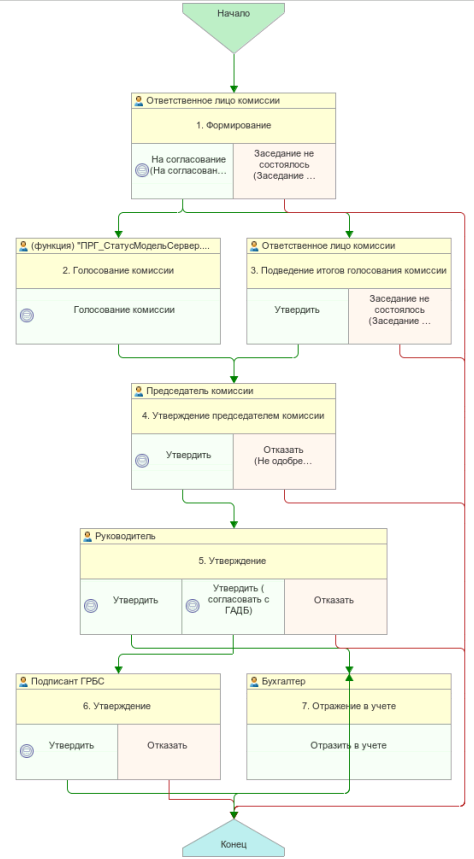 Начало
Ответственное лицо комиссии
1. Формирование
На согласование
(На согласован...
Заседание не
состоялось
(Заседание ...
(функция) "ПРГ_СтатусМодельСервер....
2. Голосование комиссии
Голосование комиссии
Ответственное лицо комиссии
3. Подведение итогов голосования комиссии
Утвердить
Заседание не
состоялось
(Заседание ...
Председатель комиссии
4. Утверждение председателем комиссии
Утвердить
Отказать
(Не одобре...
Руководитель
5. Утверждение
Утвердить
Утвердить (
согласовать с
ГАДБ)
Отказать
Подписант ГРБС
6. Утверждение
Утвердить
Отказать
Бухгалтер
7. Отражение в учете
Отразить в учете
Конец